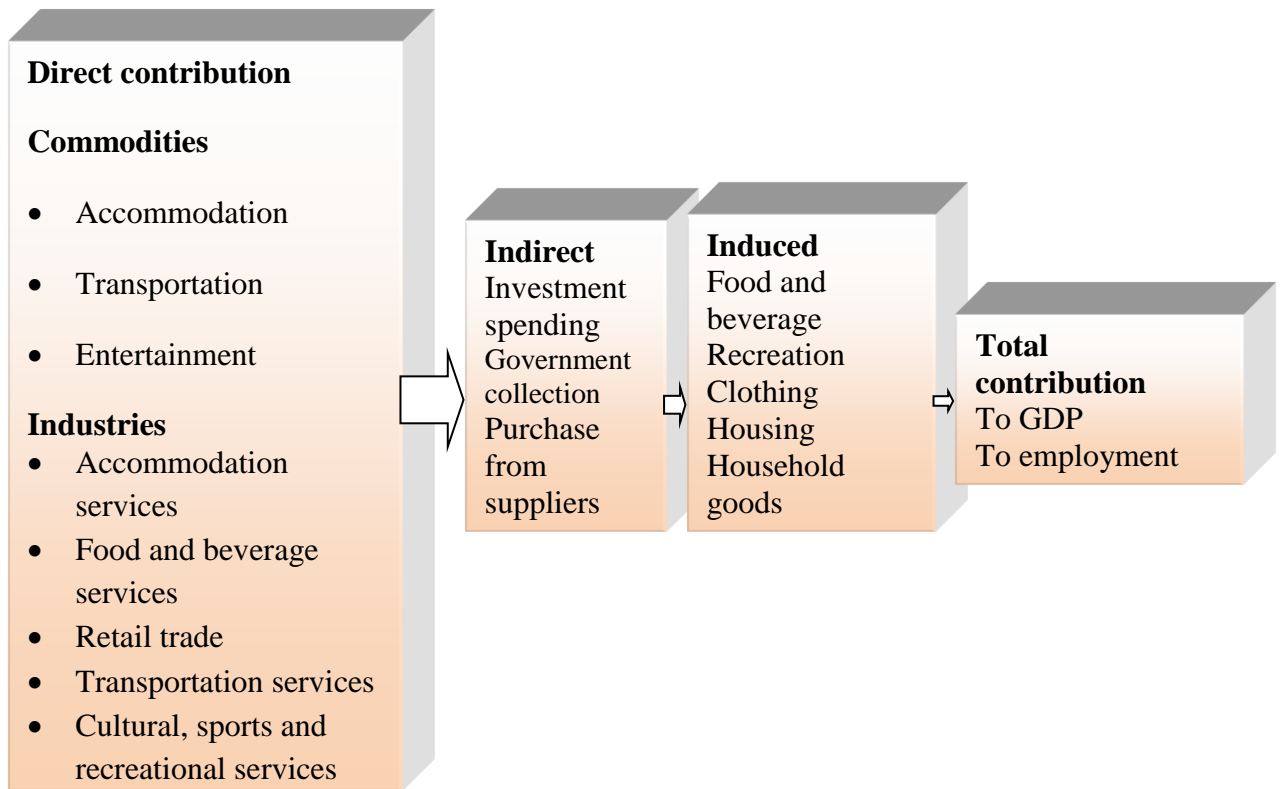 Direct contribution
Commodities
• Accommodation
• Transportation
• Entertainment
Industries
• Accommodation
services
• Food and beverage
services
• Retail trade
• Transportation services
• Cultural, sports and
recreational services
Indirect
Investment
spending
Government
collection
Purchase
from
suppliers
Induced
Food and
beverage
Recreation
Clothing
Housing
Household
goods
Total
contribution
To GDP
To employment